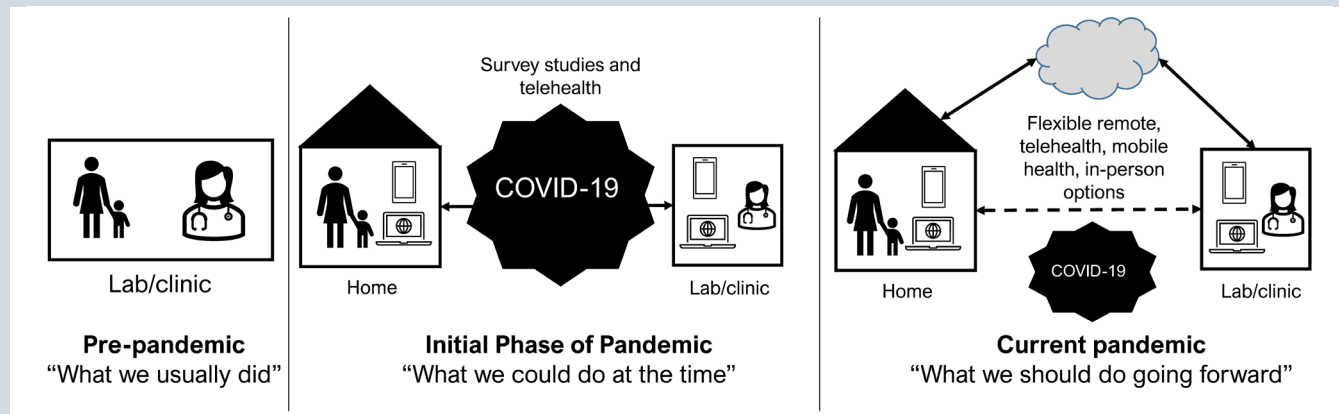 Lab/clinic
Pre-pandemic
“What we usually did”
Survey studies and
telehealth
COVID-19
Home
Lab/clinic
Initial Phase of Pandemic
“What we could do at the time”
Flexible remote,
telehealth, mobile
health, in-person
options
COVID-19
Home
Lab/clinic
Current pandemic
“What we should do going forward”